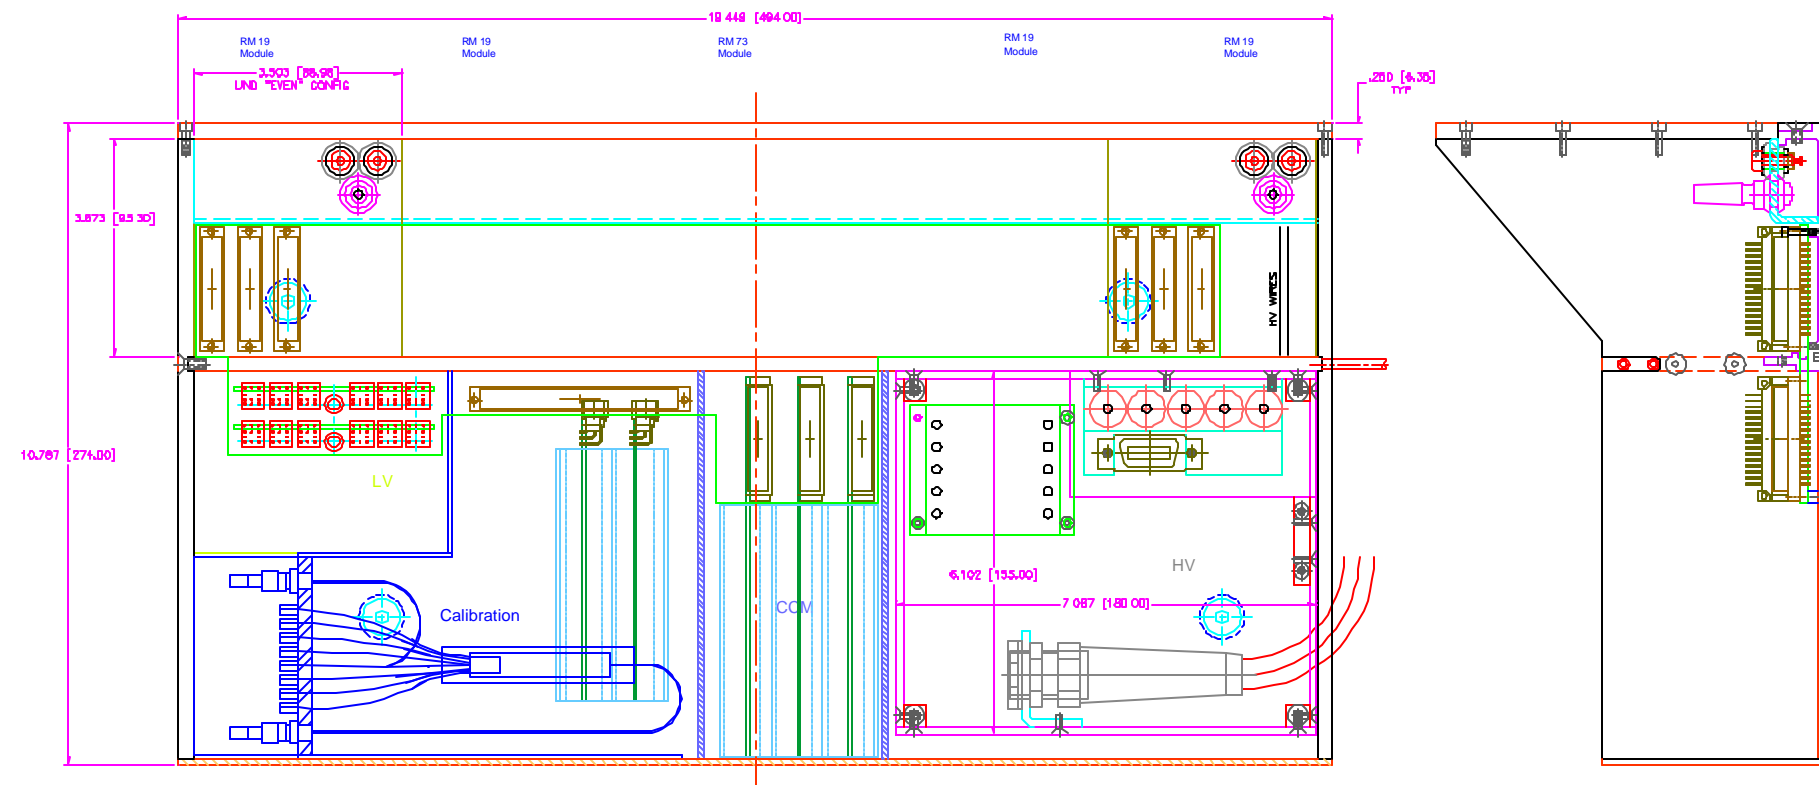 19.449 [494.00]
RM 19
Module
RM 19
Module
RM 73
Module
RM 19
Module
RM 19
Module
3.503 [88.98]
UND "EVEN" CONFIG
.250 [6.35]
TYP
3.673 [93.30]
HV WIRES
10.787 [274.00]
LV
HV
6.102 [155.00]
7.087 [180.00]
CCM
Calibration